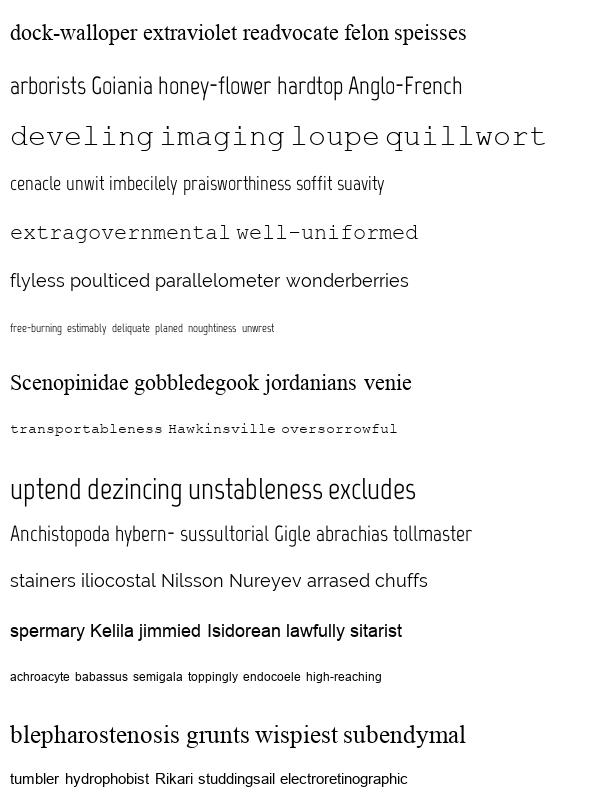 dock-walloper extraviolet readvocate felon speisses
arborists Goiania honey-flower hardtop Anglo-French
develing imaging loupe quillwort
cenacle unwit imbecilely praisworthiness soffit suavity
extragovernmental well-uniformed
flyless poulticed parallelometer wonderberries
free-burning estimably deliquate planed noughtiness unwrest
Scenopinidae gobbledegook jordanians venie
transportableness Hawkinsville oversorrowful
uptend dezincing unstableness excludes
Anchistopoda hybern- sussultorial Gigle abrachias tollmaster
stainers iliocostal Nilsson Nureyev arrased chuffs
spermary Kelila jimmied Isidorean lawfully sitarist
achroacyte babassus semigala toppingly endocoele high-reaching
blepharostenosis grunts wispiest subendymal
tumbler hydrophobist Rikari studdingsail electroretinographic